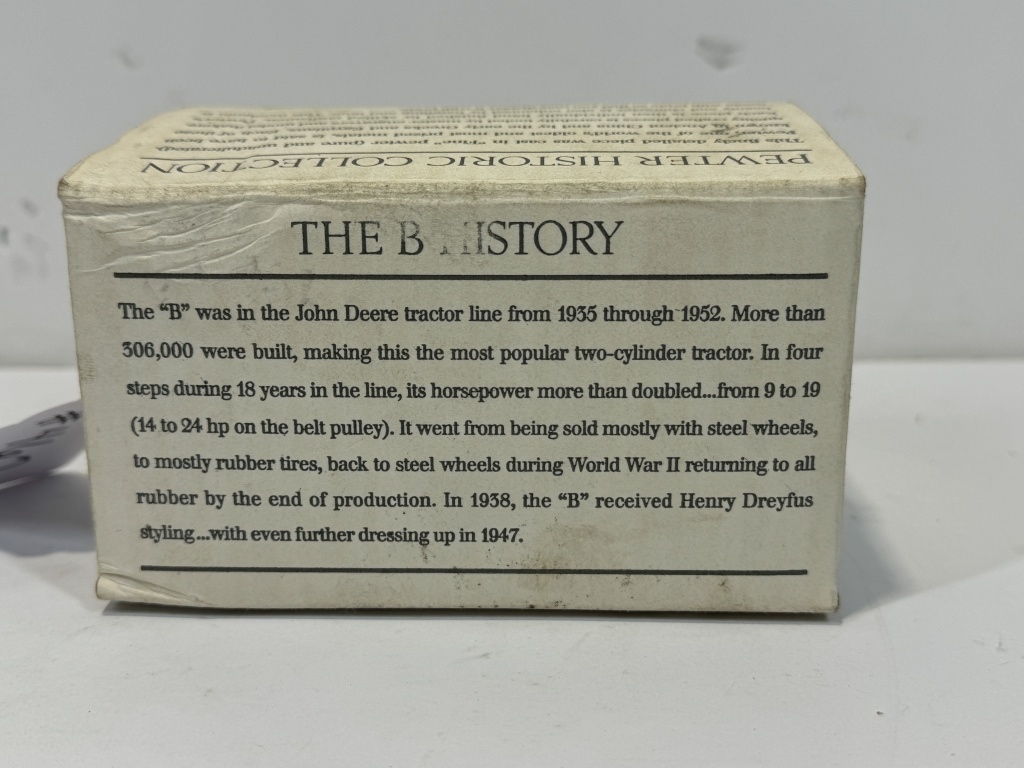 PEWTER HISTORIC COLLECTION
THE B HISTORY
The “B” was in the John Deere tractor line from 1935 through 1952. More than
306,000 were built, making this the most popular two-cylinder tractor. In four
steps during 18 years in the line, its horsepower more than doubled...from 9 to 19
(14 to 24 hp on the belt pulley). It went from being sold mostly with steel wheels,
to mostly rubber tires, back to steel wheels during World War II returning to all
rubber by the end of production. In 1938, the “B” received Henry Dreyfus
styling...with even further dressing up in 1947.